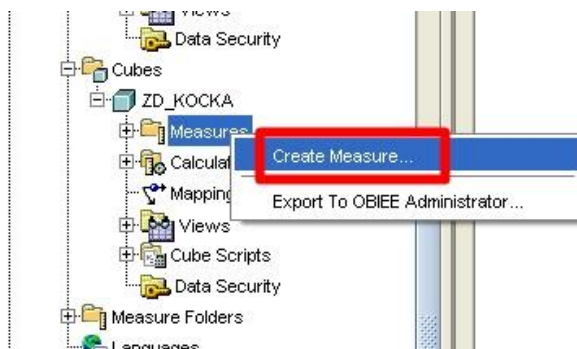 Views
Data Security
Cubes
ZD_KOCKA
Measures
Create Measure...
Calculat
Mapping
Export To OBIEE Administrator...
Views
Cube Scripts
Data Security
Measure Folders
Languages